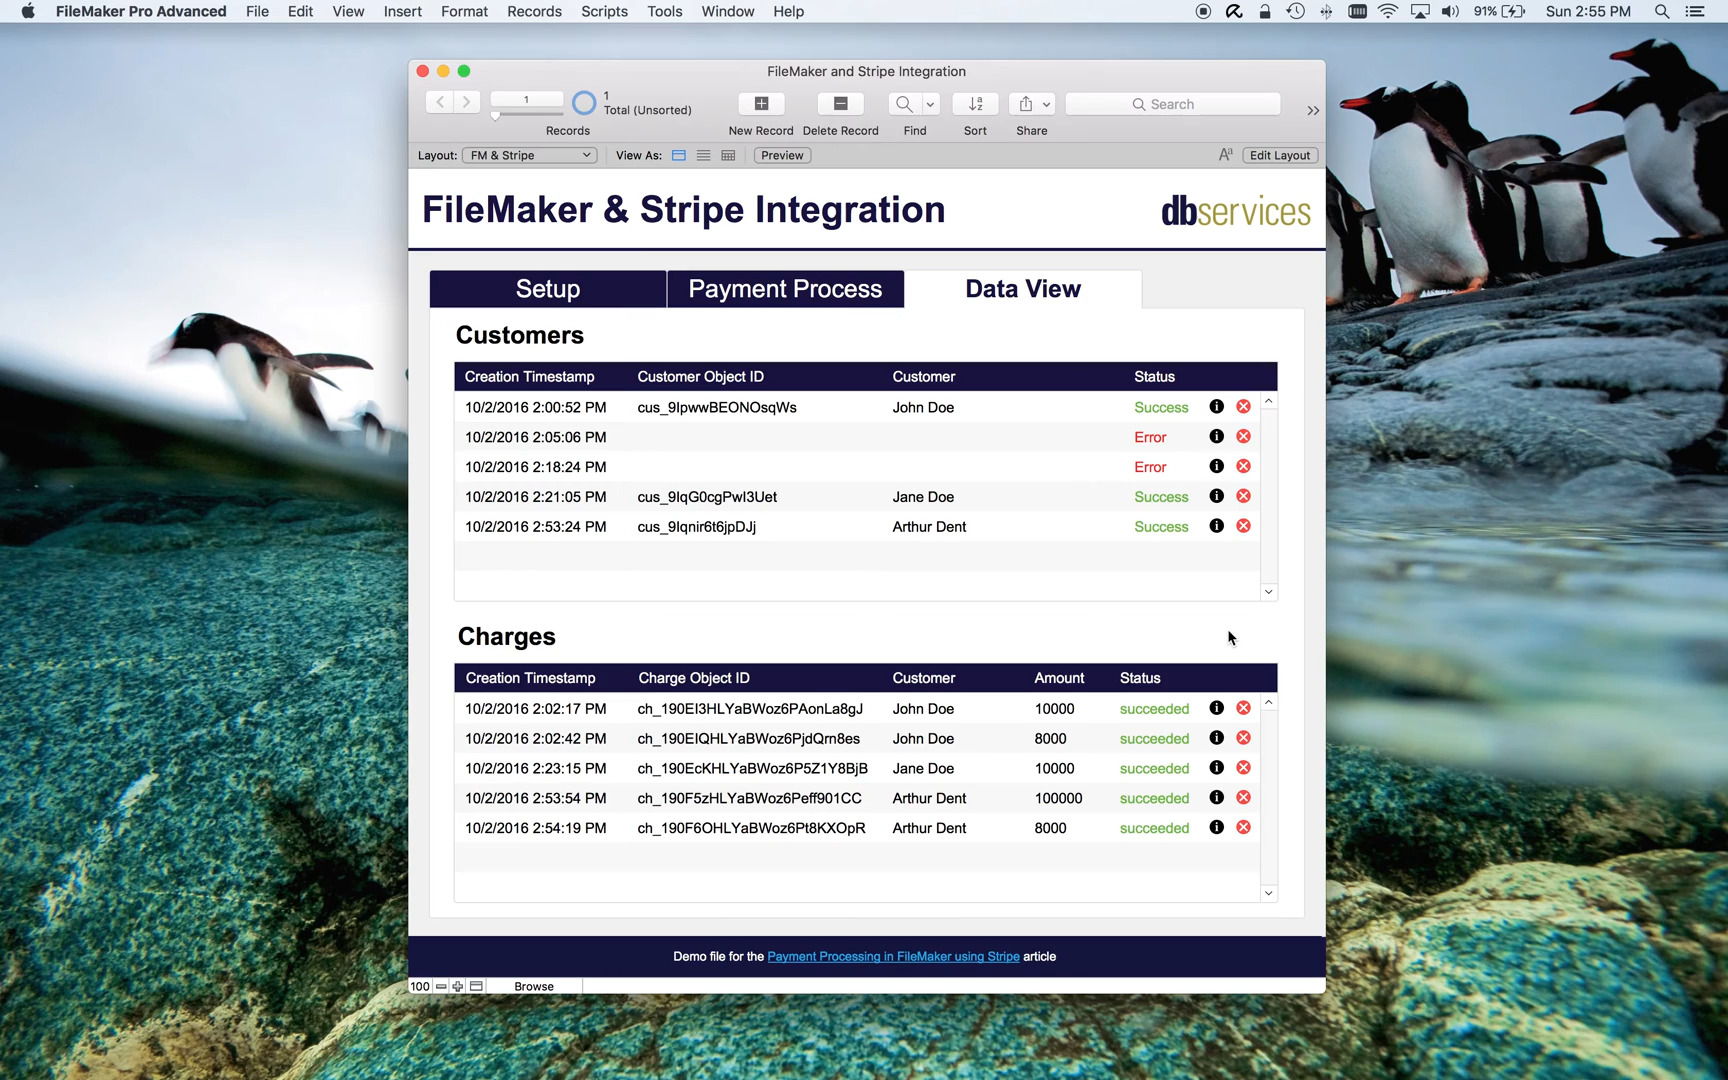 FileMaker Pro Advanced File Edit View Insert Format Records Scripts Tools Window Help 91% Sun 2:55 PM
FileMaker and Stripe Integration
1 1 Total (Unsorted) Search
Records New Record Delete Record Find Sort Share
Layout: FM & Stripe View As: Preview Aa Edit Layout
FileMaker & Stripe Integration dbservices
Setup Payment Process Data View
Customers
Creation Timestamp Customer Object ID Customer Status
10/2/2016 2:00:52 PM cus_9IpwwBEONOsqWs John Doe Success
10/2/2016 2:05:06 PM Error
10/2/2016 2:18:24 PM Error
10/2/2016 2:21:05 PM cus_9IqG0cgPwI3Uet Jane Doe Success
10/2/2016 2:53:24 PM cus_9Iqnir6t6jpDJj Arthur Dent Success
Charges
Creation Timestamp Charge Object ID Customer Amount Status
10/2/2016 2:02:17 PM ch_190EI3HLYaBWoz6PAonLa8gJ John Doe 10000 succeeded
10/2/2016 2:02:42 PM ch_190EIQHLYaBWoz6PjdQrn8es John Doe 8000 succeeded
10/2/2016 2:23:15 PM ch_190EcKHLYaBWoz6P5Z1Y8BjB Jane Doe 10000 succeeded
10/2/2016 2:53:54 PM ch_190F5zHLYaBWoz6Peff901CC Arthur Dent 100000 succeeded
10/2/2016 2:54:19 PM ch_190F6OHLYaBWoz6Pt8KXOpR Arthur Dent 8000 succeeded
Demo file for the Payment Processing in FileMaker using Stripe article
100 Browse